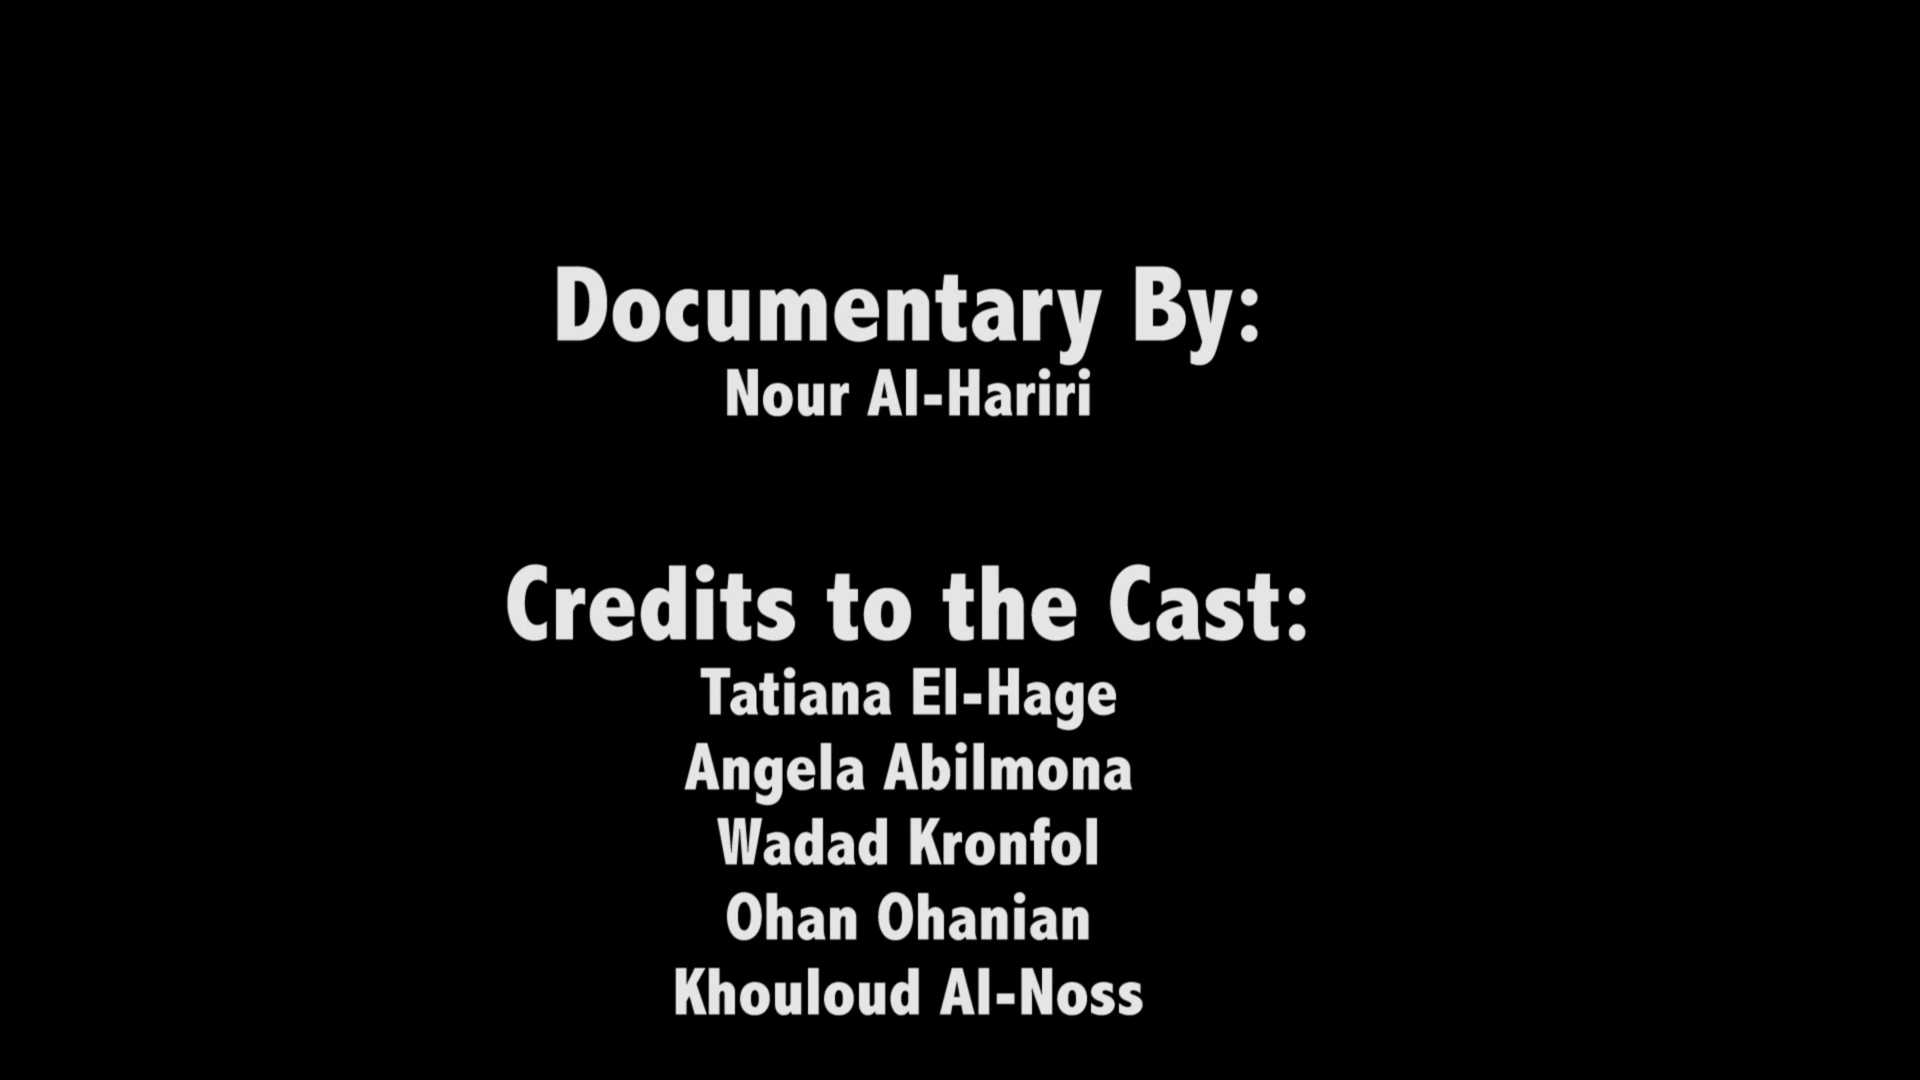 Documentary By:
Nour Al-Hariri
Credits to the Cast:
Tatiana El-Hage
Angela Abilmona
Wadad Kronfol
Ohan Ohanian
Khouloud Al-Noss